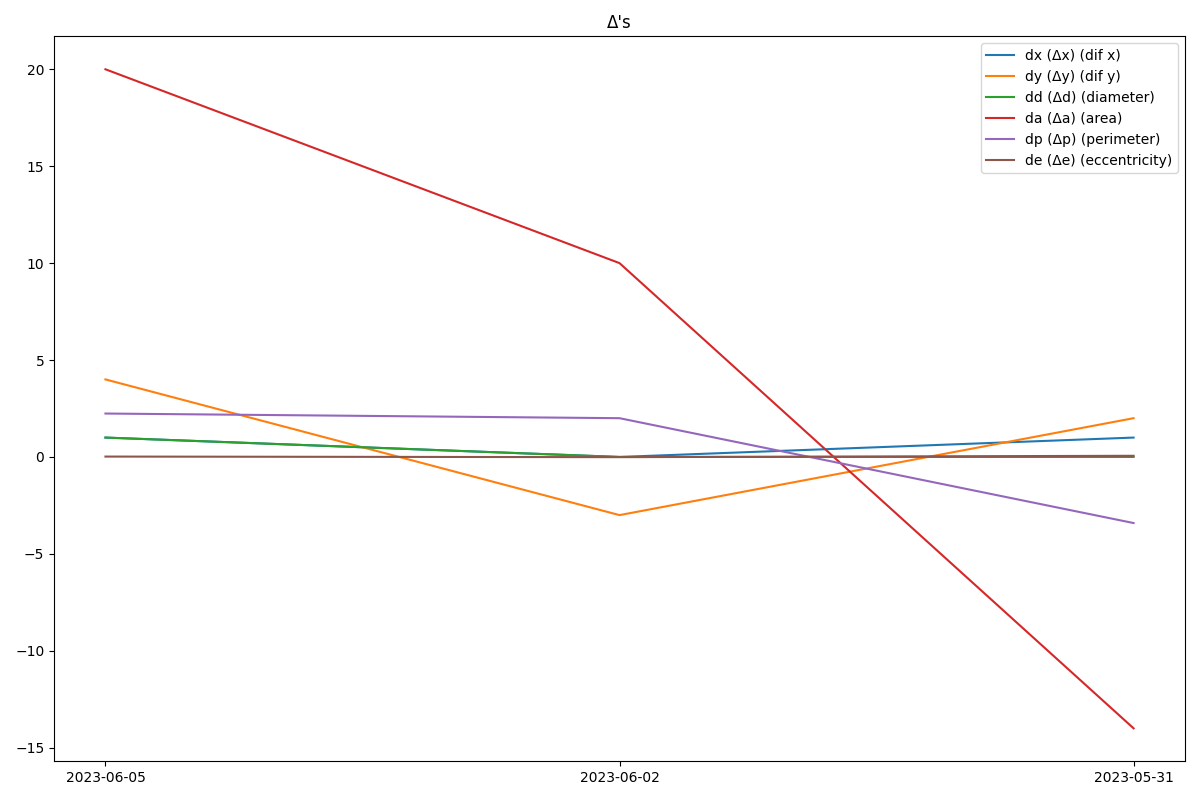 Δ's
dx (Δx) (dif x)
dy (Δy) (dif y)
dd (Δd) (diameter)
da (Δa) (area)
dp (Δp) (perimeter)
de (Δe) (eccentricity)
20
15
10
5
0
−5
−10
−15
2023-06-05 2023-06-02 2023-05-31